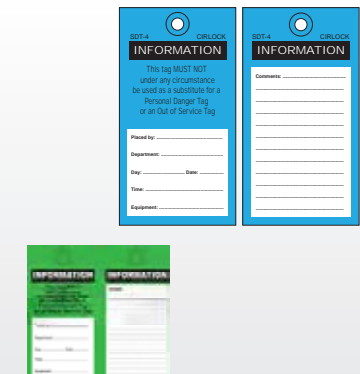 SDT-4 CIRLOCK
INFORMATION
This tag MUST NOT
under any circumstance
be used as a substitute for a
Personal Danger Tag
or an Out of Service Tag
Placed by:
Department:
Day: Date:
Time:
Equipment:
SDT-4 CIRLOCK
INFORMATION
Comments:
INFORMATION
INFORMATION